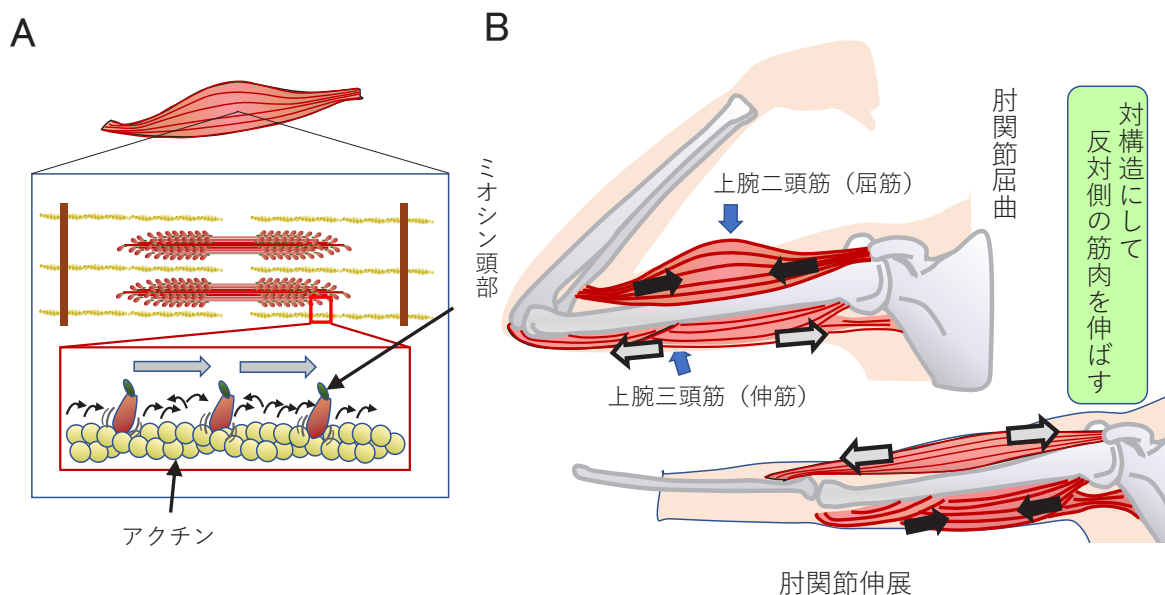 A
B
ミオシン頭部
アクチン
上腕二頭筋（屈筋）
肘関節屈曲
対構造にして
反対側の筋肉を伸ばす
上腕三頭筋（伸筋）
肘関節伸展